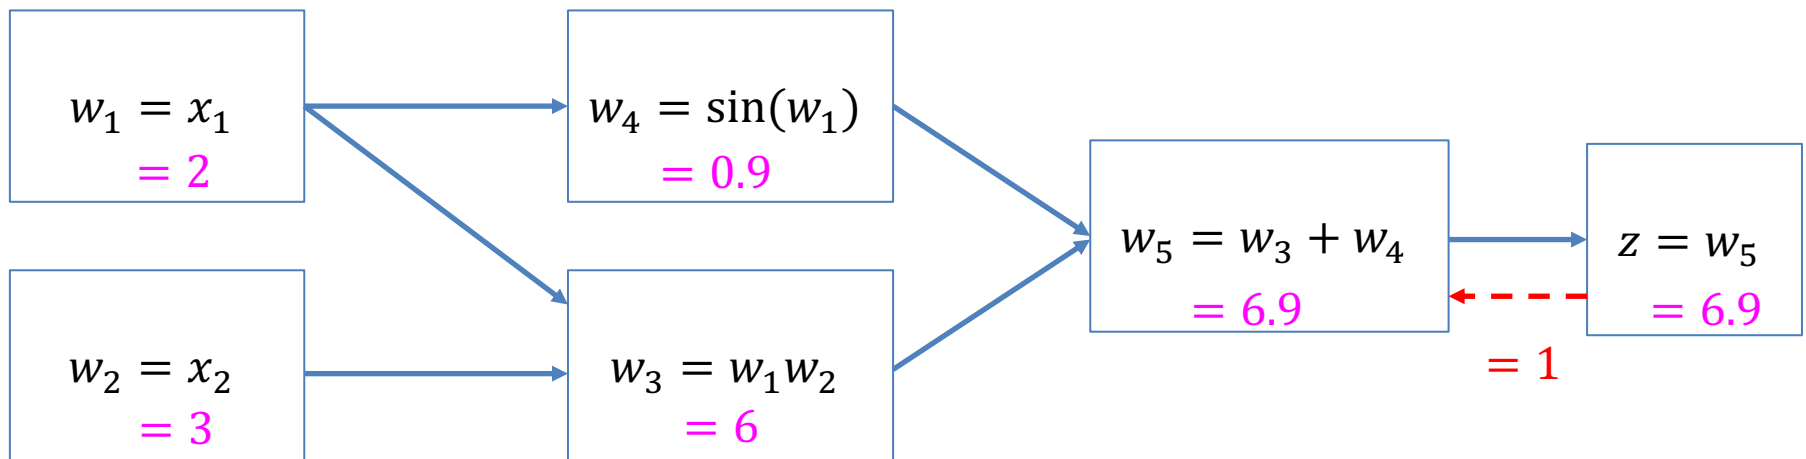 w₁ = x₁
= 2
w₄ = sin(w₁)
= 0.9
w₂ = x₂
= 3
w₃ = w₁w₂
= 6
w₅ = w₃ + w₄
= 6.9
z = w₅
= 6.9
= 1